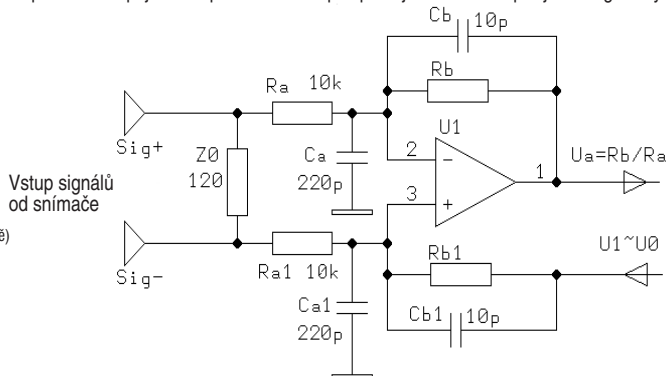 Cb 10p
Rb
Ra 10k
U1
Sig+
Ca
220p
Z0
120
2
3
1
Ua=Rb/Ra
Vstup signálů
od snímače
ě)
U1~U0
Rb1
Sig-
Ra1 10k
Ca1
220p
Cb1 10p